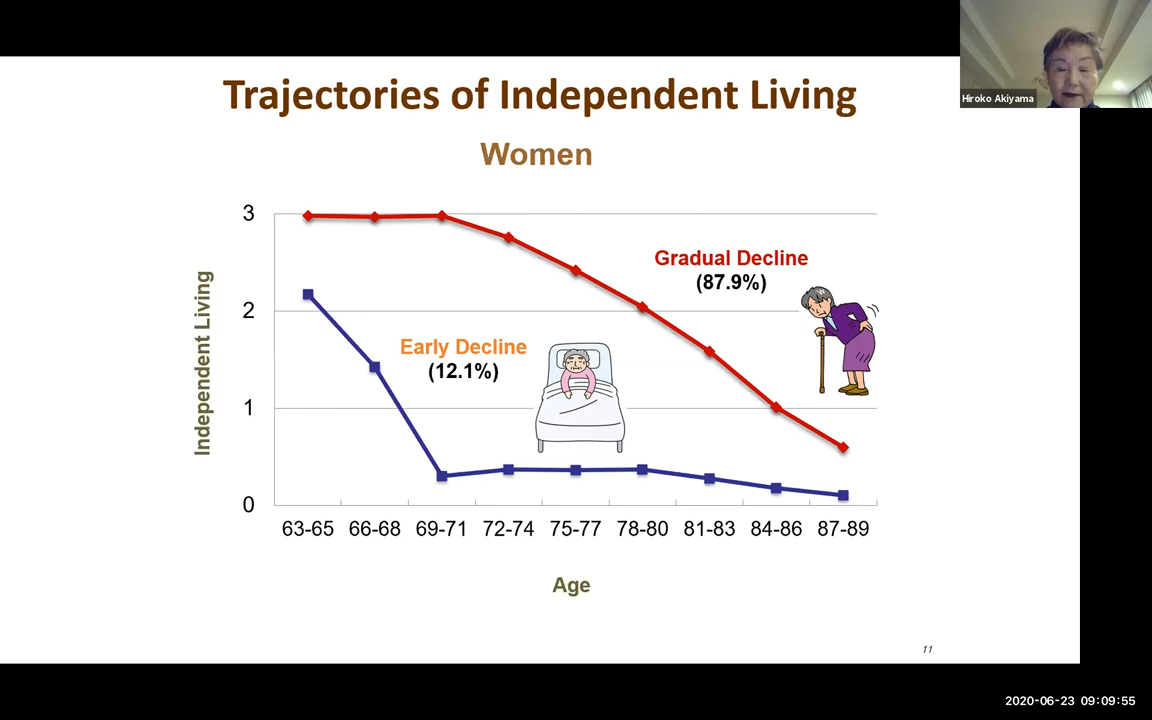 Hiroko Akiyama
Trajectories of Independent Living
Women
Independent Living
3
2
1
0
Gradual Decline
(87.9%)
Early Decline
(12.1%)
63-65 66-68 69-71 72-74 75-77 78-80 81-83 84-86 87-89
Age
11
2020-06-23 09:09:55